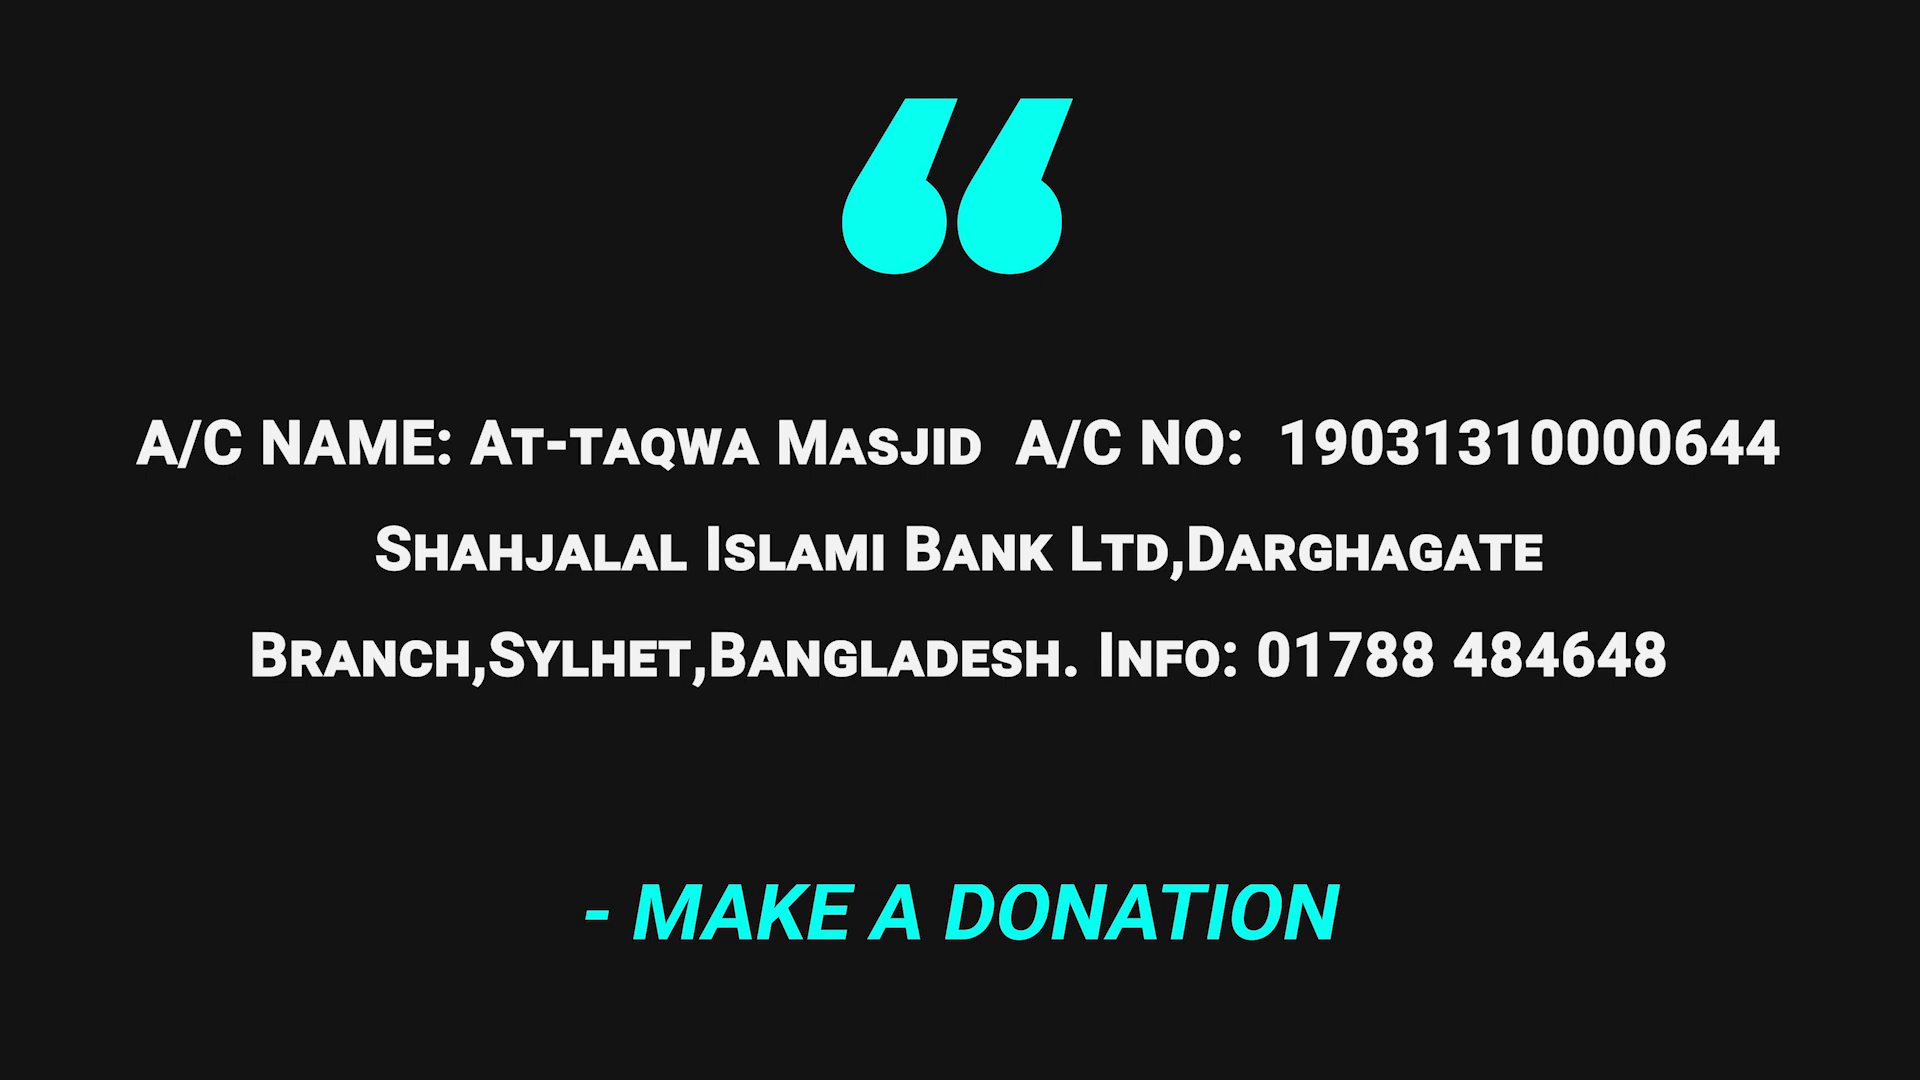 “
A/C NAME: At-taqwa Masjid  A/C NO:  19031310000644
Shahjalal Islami Bank Ltd,Darghagate
Branch,Sylhet,Bangladesh. Info: 01788 484648
- MAKE A DONATION